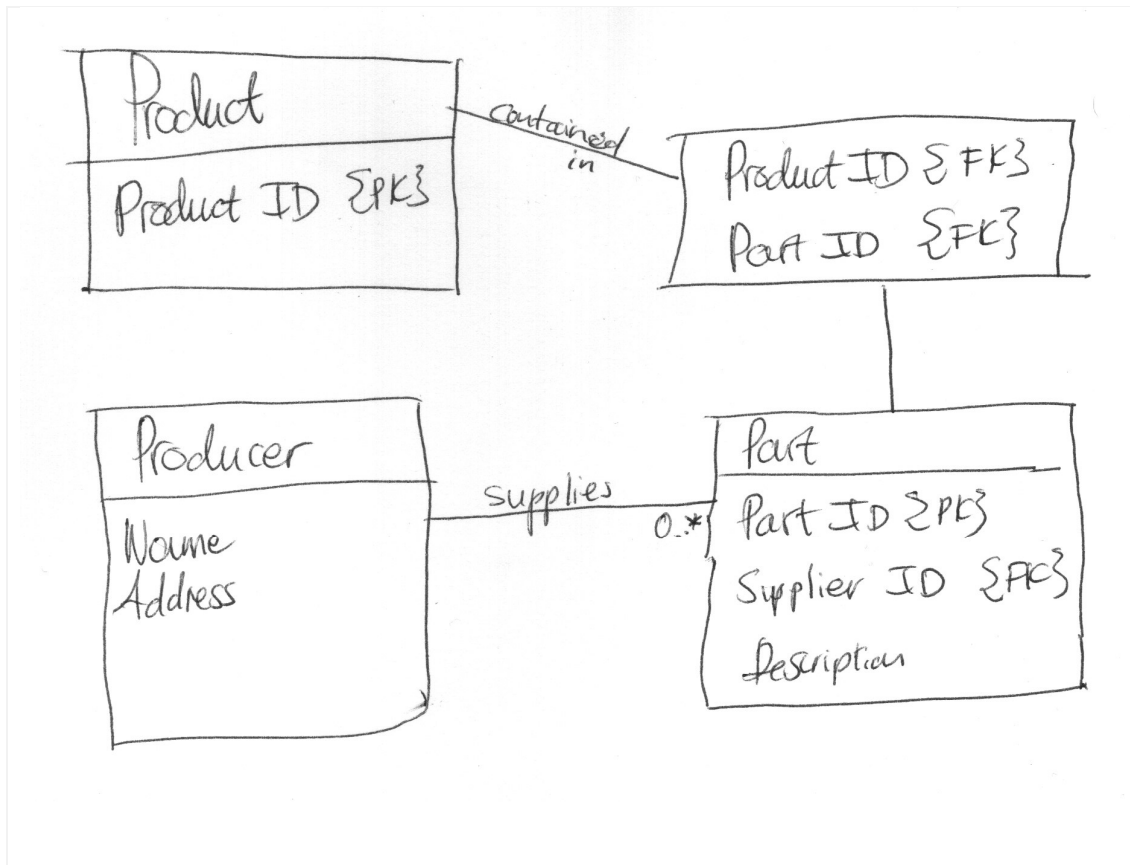 Product
Product ID {PK}
contained
in
Product ID {FK}
Part ID {FK}
Producer
Name
Address
supplies
0..*
Part
Part ID {PK}
Supplier ID {FK}
Description